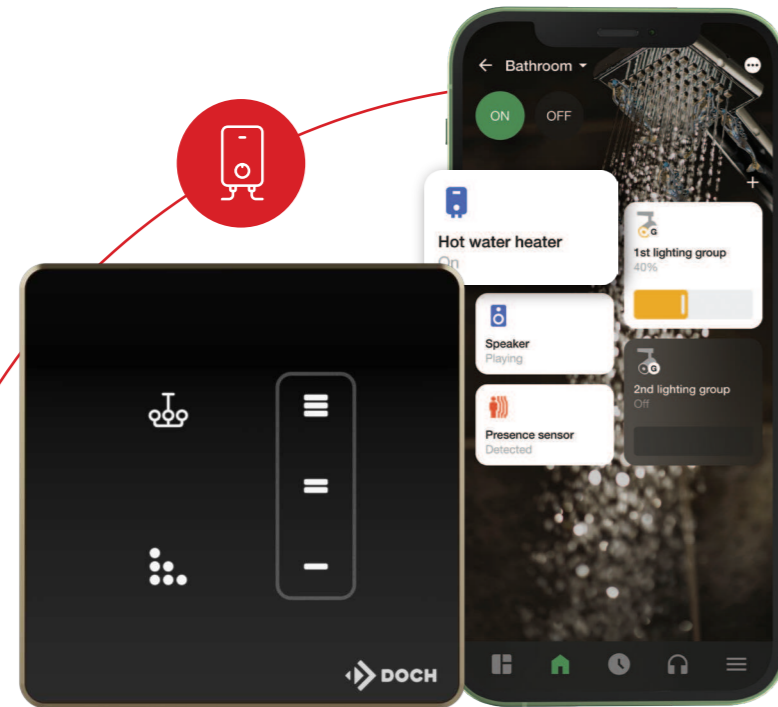 Bathroom
ON
OFF
Hot water heater
On
1st lighting group
40%
Speaker
Playing
2nd lighting group
Off
Presence sensor
Detected
DOCH
G
G